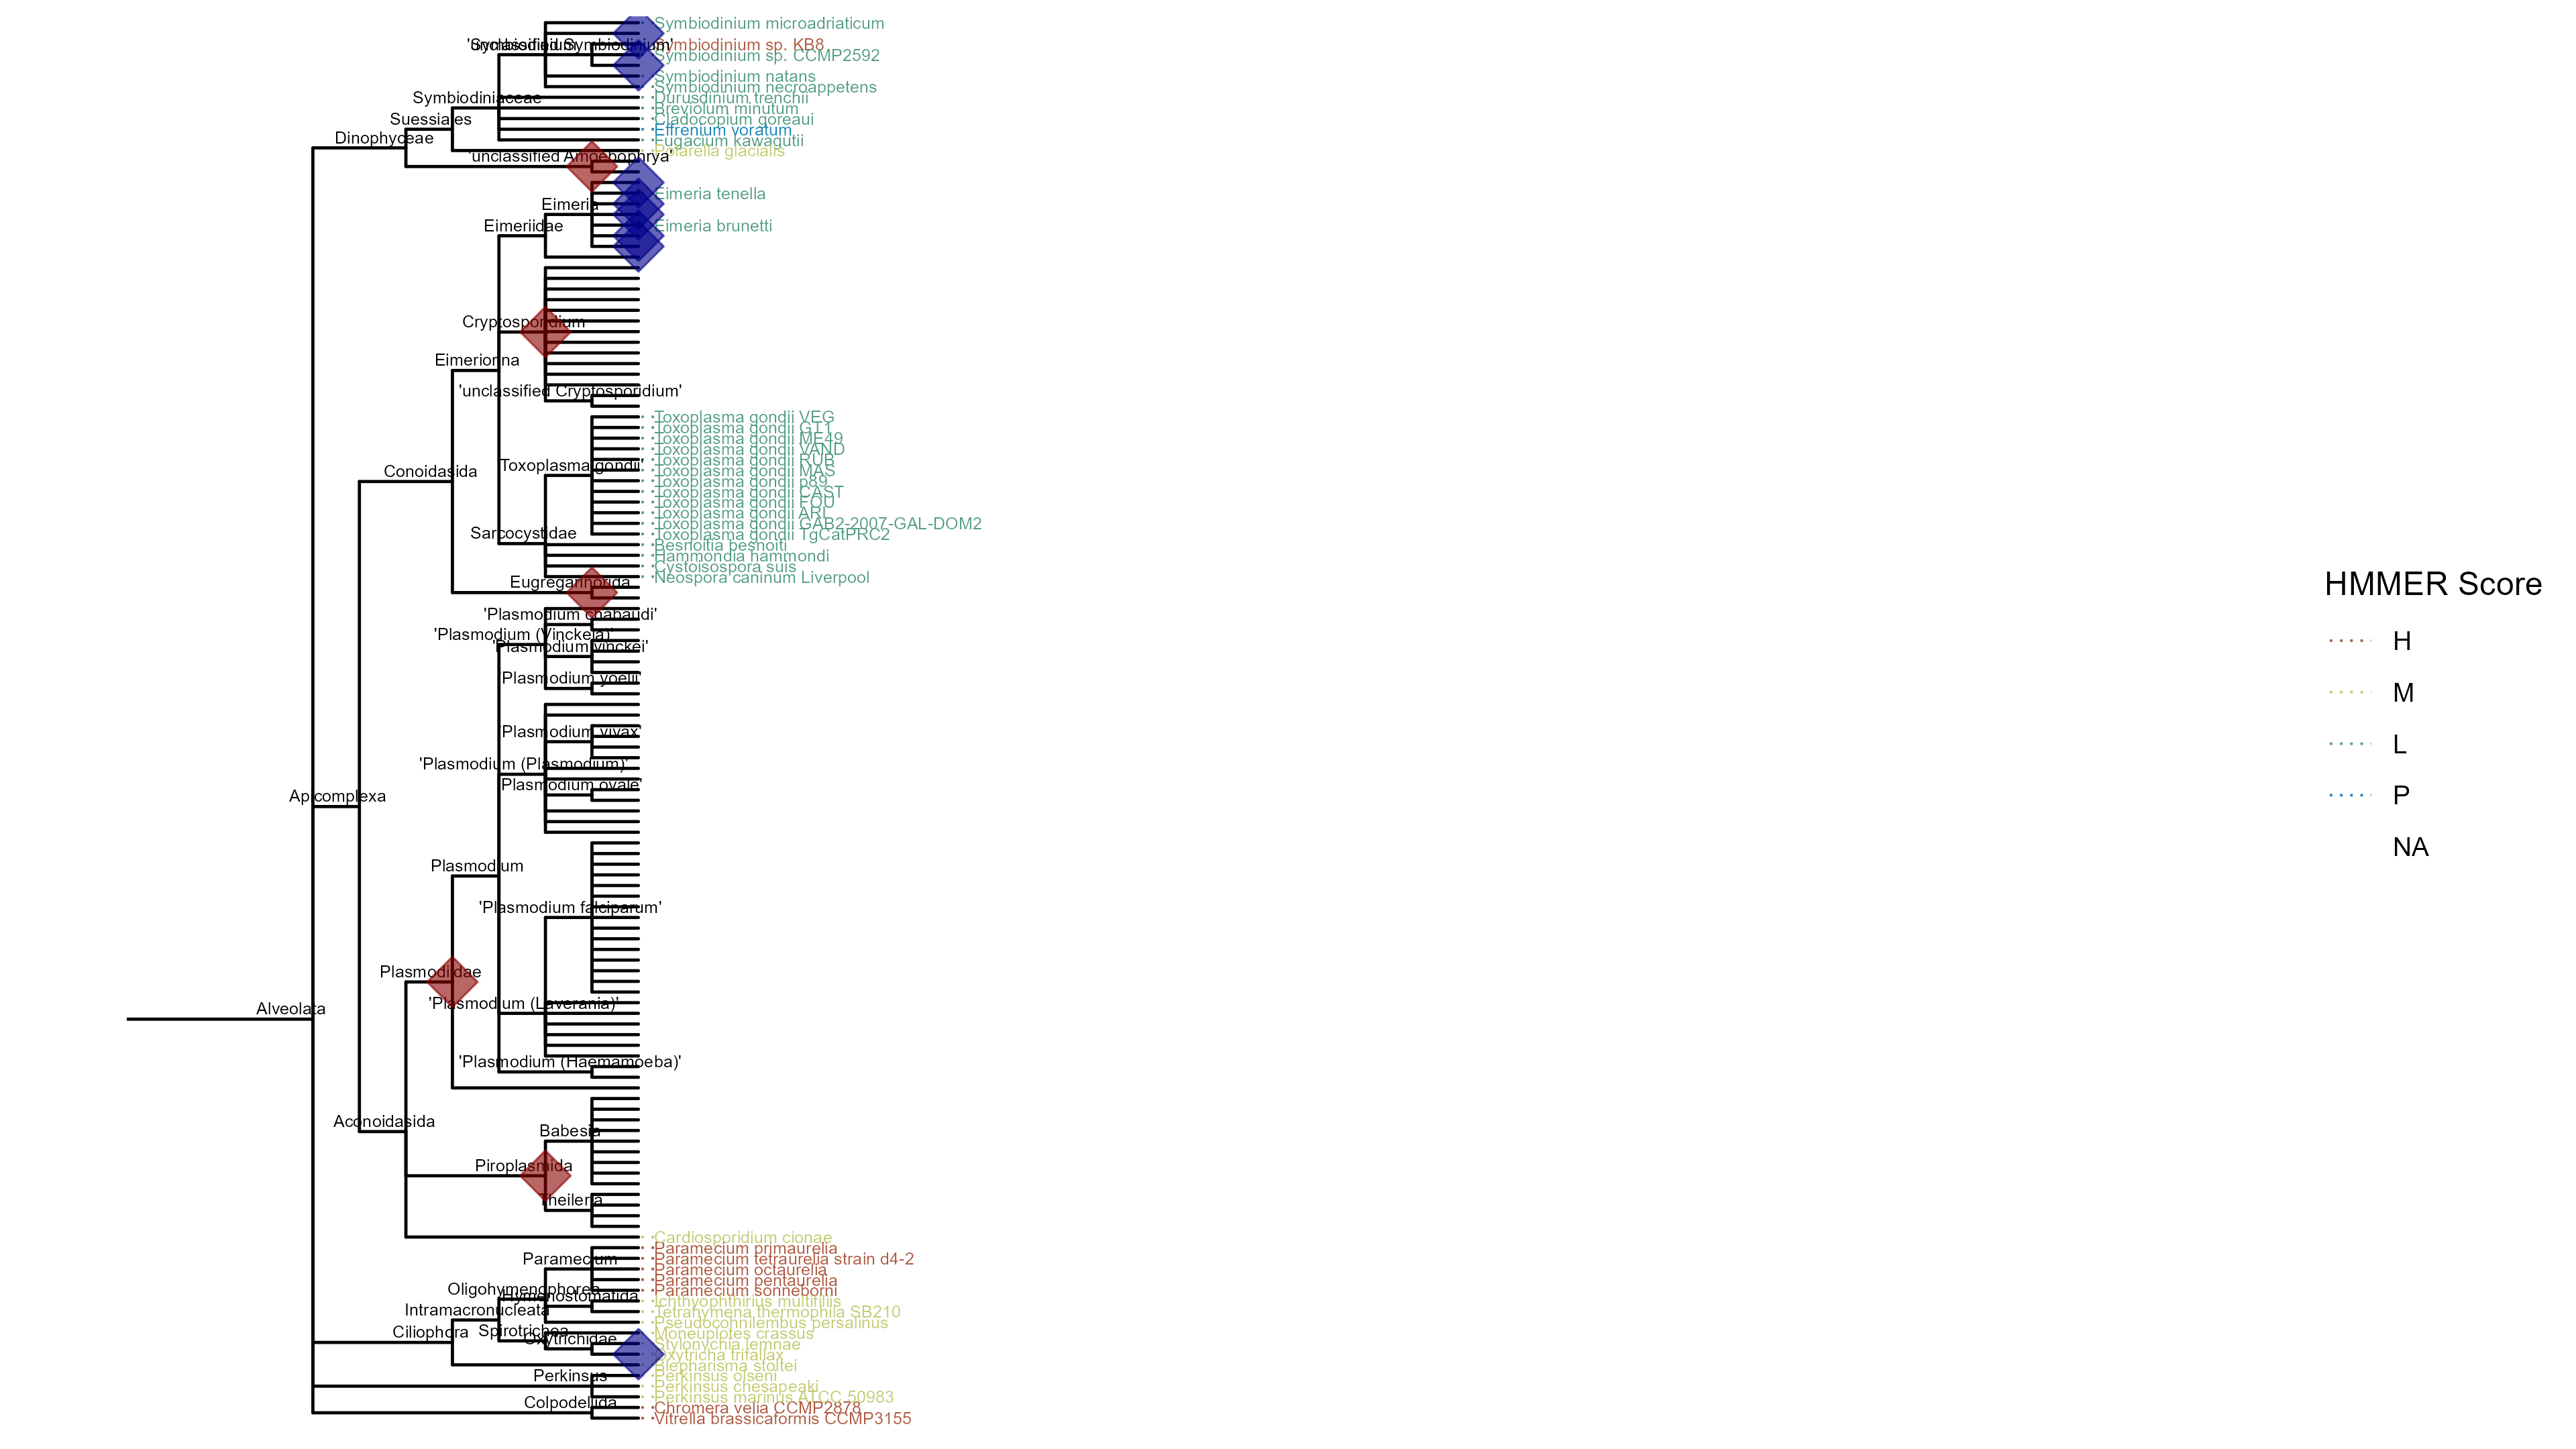 Symbiodinium microadriaticum
'unclassified Symbiodinium'
Symbiodinium
Symbiodinium sp. KB8
Symbiodinium sp. CCMP2592
Symbiodinium natans
Symbiodinium necroappetens
Symbiodiniaceae
Durusdinium trenchii
Breviolum minutum
Suessiales
Cladocopium goreaui
Effrenium voratum
Dinophyceae
Fugacium kawagutii
Polarella glacialis
'unclassified Amoebophrya'
Eimeria tenella
Eimeria
Eimeriidae
Eimeria brunetti
Cryptosporidium
Eimeriorina
'unclassified Cryptosporidium'
Toxoplasma gondii VEG
Toxoplasma gondii GT1
Toxoplasma gondii ME49
Toxoplasma gondii VAND
Toxoplasma gondii RUB
'Toxoplasma gondii'
Toxoplasma gondii MAS
Conoidasida
Toxoplasma gondii p89
Toxoplasma gondii CAST
Toxoplasma gondii FOU
Toxoplasma gondii ARI
Toxoplasma gondii GAB2-2007-GAL-DOM2
Sarcocystidae
Toxoplasma gondii TgCatPRC2
Besnoitia besnoiti
Hammondia hammondi
Cystoisospora suis
Neospora caninum Liverpool
Eugregarinorida
'Plasmodium chabaudi'
'Plasmodium (Vinckeia)'
'Plasmodium vinckei'
'Plasmodium yoelii'
'Plasmodium vivax'
'Plasmodium (Plasmodium)'
'Plasmodium ovale'
Apicomplexa
Plasmodium
'Plasmodium falciparum'
Plasmodiidae
'Plasmodium (Laverania)'
Alveolata
'Plasmodium (Haemamoeba)'
Aconoidasida
Babesia
Piroplasmida
Theileria
Cardiosporidium cionae
Paramecium primaurelia
Paramecium
Paramecium tetraurelia strain d4-2
Paramecium octaurelia
Paramecium pentaurelia
Oligohymenophorea
Paramecium sonneborni
Hymenostomatida
Ichthyophthirius multifiliis
Intramacronucleata
Tetrahymena thermophila SB210
Pseudocohnilembus persalinus
Ciliophora
Spirotrichea
Moneuplotes crassus
Oxytrichidae
Stylonychia lemnae
Oxytricha trifallax
Blepharisma stoltei
Perkinsus
Perkinsus olseni
Perkinsus chesapeaki
Perkinsus marinus ATCC 50983
Colpodellida
Chromera velia CCMP2878
Vitrella brassicaformis CCMP3155
HMMER Score
H
M
L
P
NA